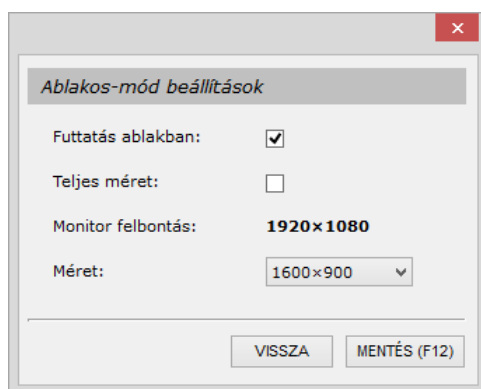 Ablakos-mód beállítások
Futtatás ablakban:
Teljes méret:
Monitor felbontás: 1920×1080
Méret: 1600×900
VISSZA MENTÉS (F12)